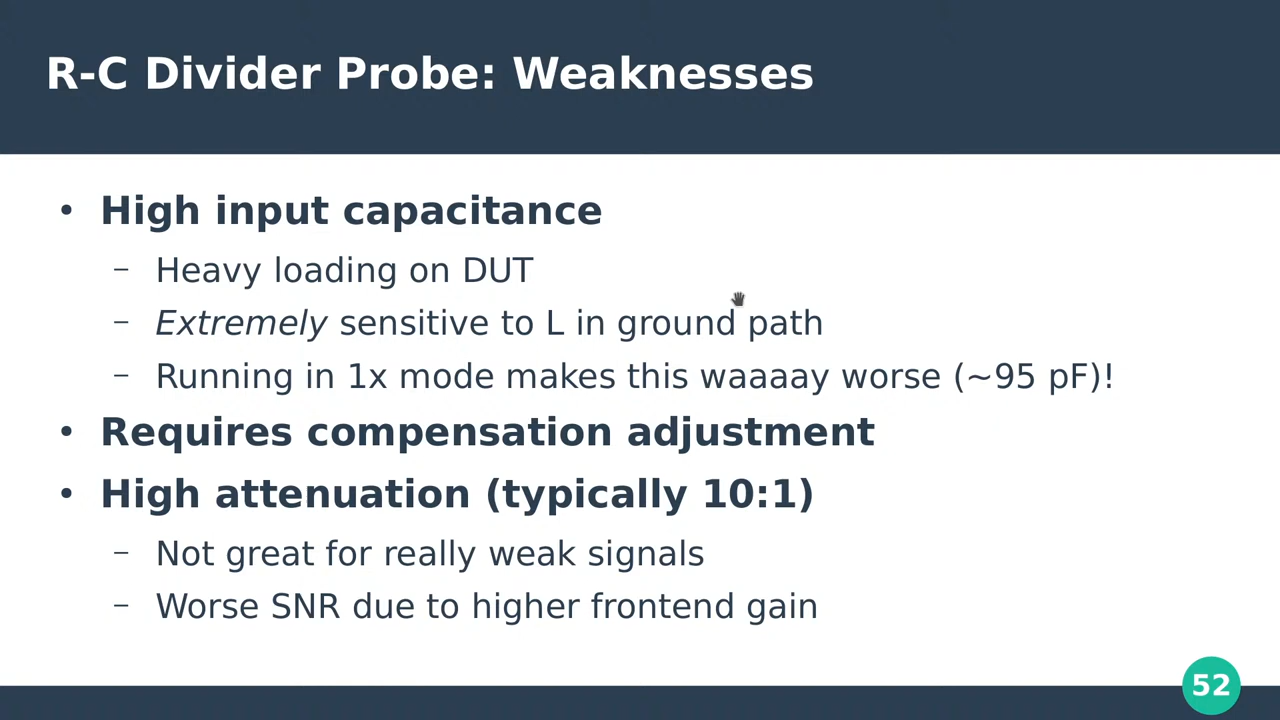 R-C Divider Probe: Weaknesses
• High input capacitance
– Heavy loading on DUT
– Extremely sensitive to L in ground path
– Running in 1x mode makes this waaaay worse (~95 pF)!
• Requires compensation adjustment
• High attenuation (typically 10:1)
– Not great for really weak signals
– Worse SNR due to higher frontend gain
52